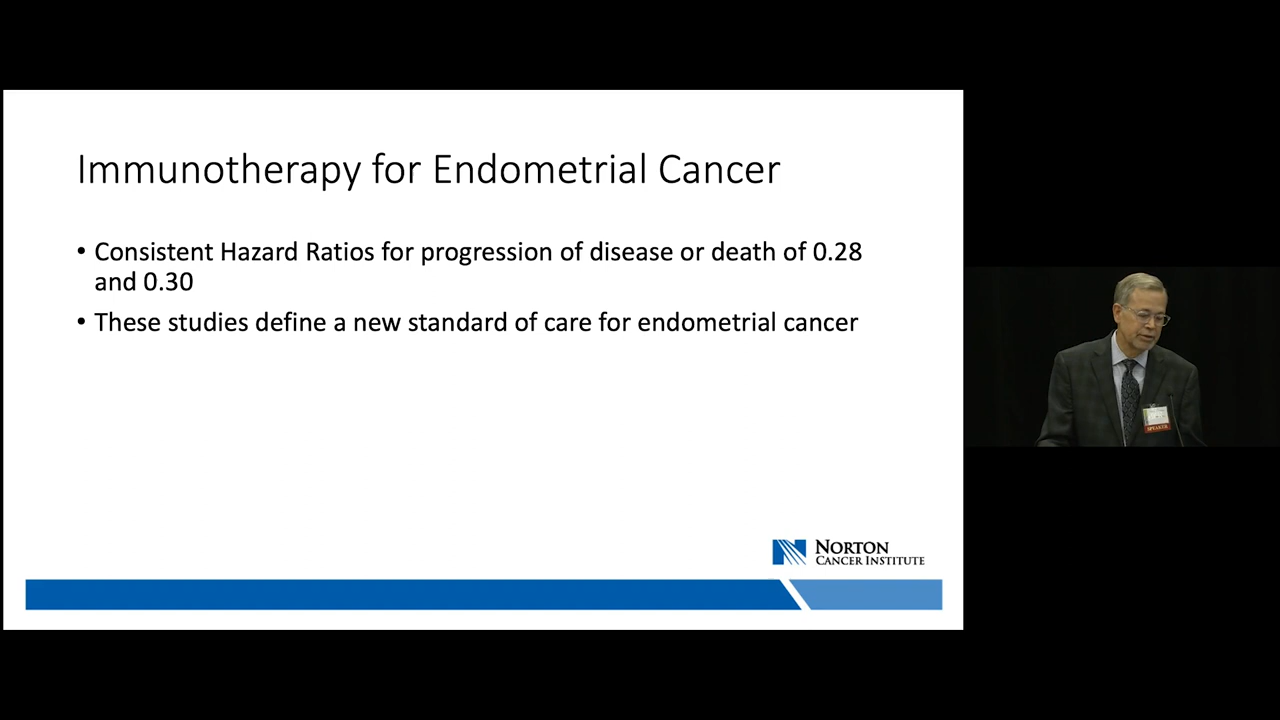 Immunotherapy for Endometrial Cancer
• Consistent Hazard Ratios for progression of disease or death of 0.28
and 0.30
• These studies define a new standard of care for endometrial cancer
NORTON
CANCER INSTITUTE
SPEAKER